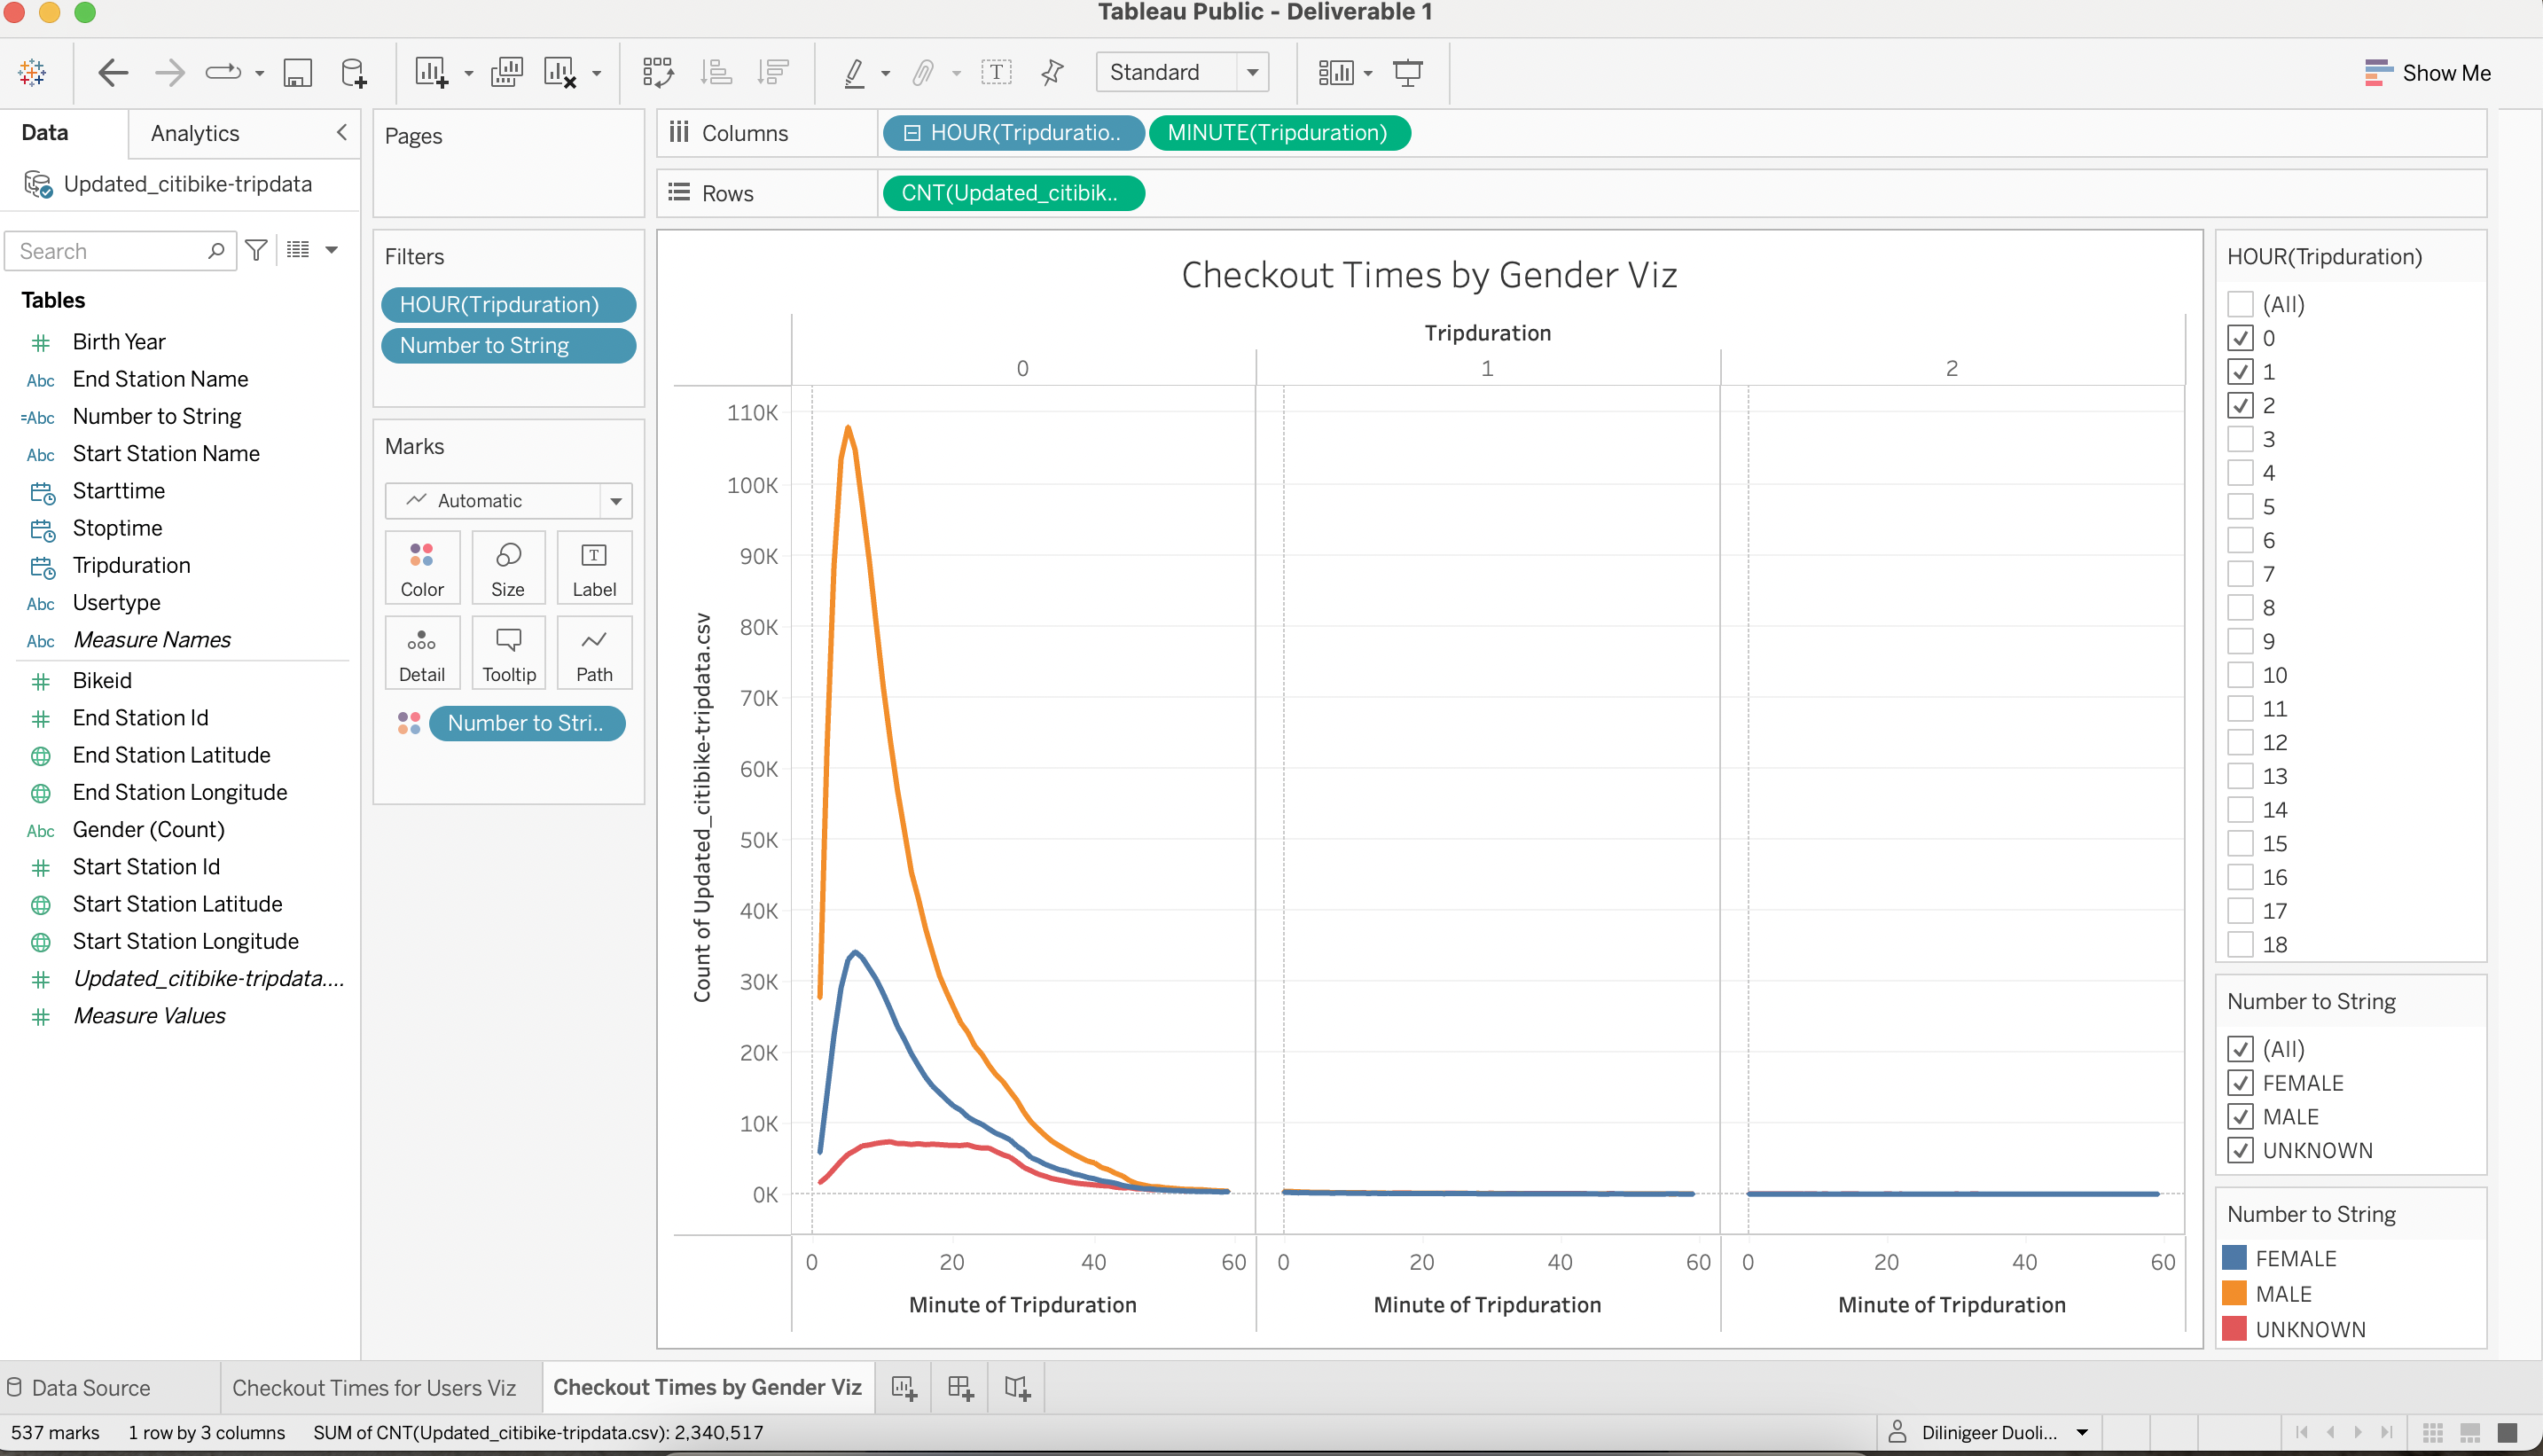 Tableau Public - Deliverable 1
Standard
Show Me
Data
Analytics
Updated_citibike-tripdata
Search
Tables
Birth Year
Abc End Station Name
=Abc Number to String
Abc Start Station Name
Starttime
Stoptime
Tripduration
Abc Usertype
Abc Measure Names
Bikeid
End Station Id
End Station Latitude
End Station Longitude
Abc Gender (Count)
Start Station Id
Start Station Latitude
Start Station Longitude
Updated_citibike-tripdata....
Measure Values
Pages
Filters
HOUR(Tripduration)
Number to String
Marks
Automatic
Color
Size
Label
Detail
Tooltip
Path
Number to Stri..
Columns
HOUR(Tripduratio..
MINUTE(Tripduration)
Rows
CNT(Updated_citibik..
Checkout Times by Gender Viz
Tripduration
0 1 2
Count of Updated_citibike-tripdata.csv
110K
100K
90K
80K
70K
60K
50K
40K
30K
20K
10K
0K
0 20 40 60 0 20 40 60 0 20 40 60
Minute of Tripduration
Minute of Tripduration
Minute of Tripduration
HOUR(Tripduration)
(All)
0
1
2
3
4
5
6
7
8
9
10
11
12
13
14
15
16
17
18
Number to String
(All)
FEMALE
MALE
UNKNOWN
Number to String
FEMALE
MALE
UNKNOWN
Data Source
Checkout Times for Users Viz
Checkout Times by Gender Viz
537 marks
1 row by 3 columns
SUM of CNT(Updated_citibike-tripdata.csv): 2,340,517
Dilinigeer Duoli...